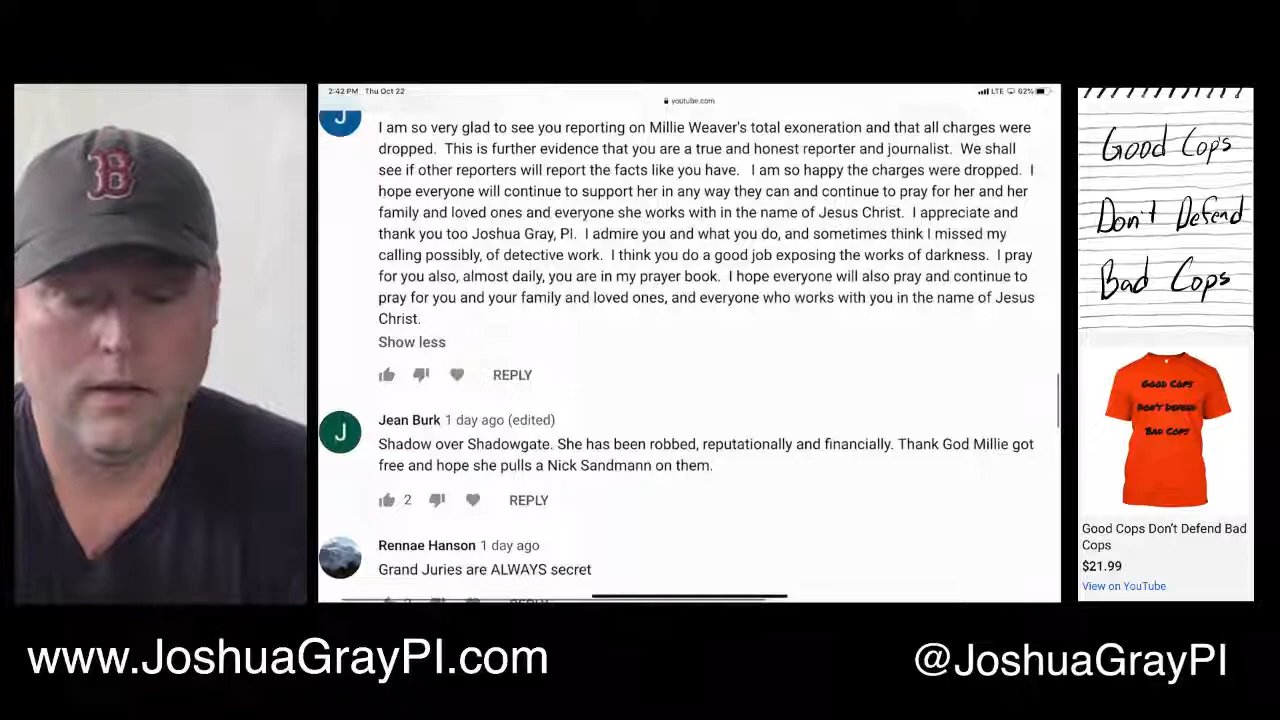 2:42 PM Thu Oct 22
youtube.com
LTE 62%
J
I am so very glad to see you reporting on Millie Weaver's total exoneration and that all charges were
dropped. This is further evidence that you are a true and honest reporter and journalist. We shall
see if other reporters will report the facts like you have. I am so happy the charges were dropped. I
hope everyone will continue to support her in any way they can and continue to pray for her and her
family and loved ones and everyone she works with in the name of Jesus Christ. I appreciate and
thank you too Joshua Gray, PI. I admire you and what you do, and sometimes think I missed my
calling possibly, of detective work. I think you do a good job exposing the works of darkness. I pray
for you also, almost daily, you are in my prayer book. I hope everyone will also pray and continue to
pray for you and your family and loved ones, and everyone who works with you in the name of Jesus
Christ.
Show less
REPLY
J
Jean Burk 1 day ago (edited)
Shadow over Shadowgate. She has been robbed, reputationally and financially. Thank God Millie got
free and hope she pulls a Nick Sandmann on them.
2 REPLY
Rennae Hanson 1 day ago
Grand Juries are ALWAYS secret
B
Good Cops
Don't Defend
Bad Cops
GOOD COPS
DON'T DEFEND
BAD COPS
Good Cops Don't Defend Bad
Cops
$21.99
View on YouTube
www.JoshuaGrayPI.com
@JoshuaGrayPI